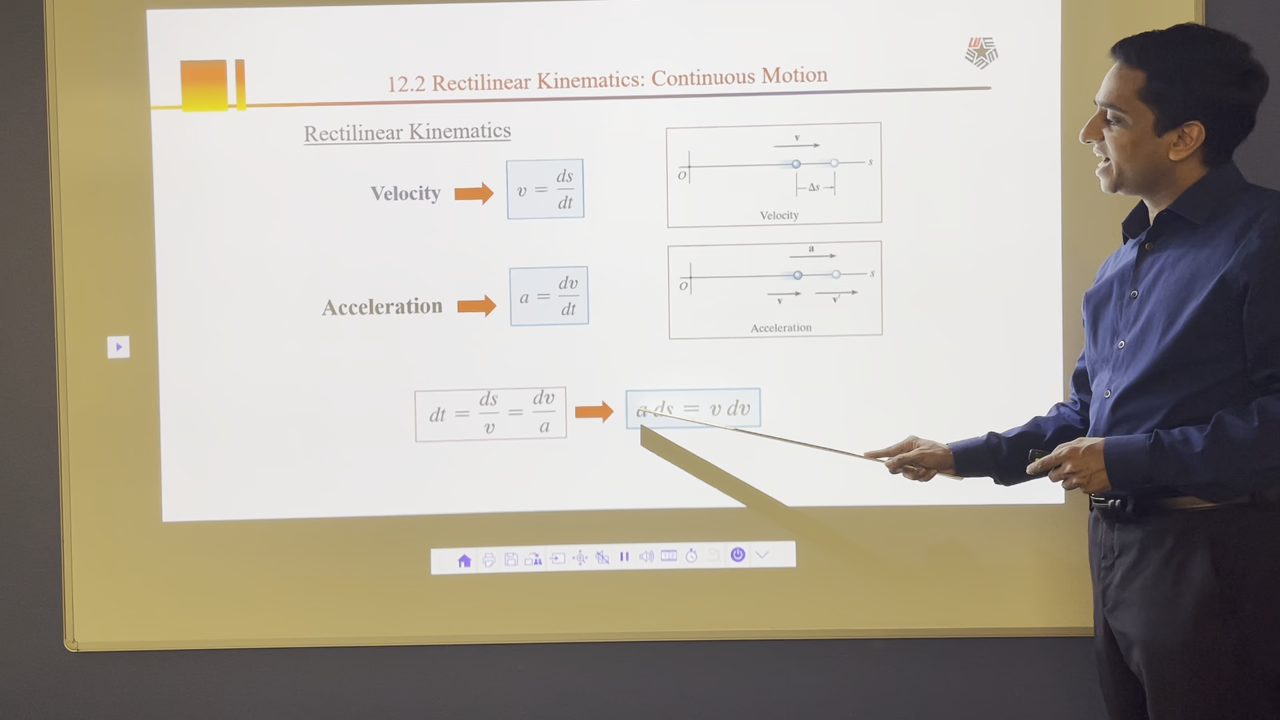 12.2 Rectilinear Kinematics: Continuous Motion
Rectilinear Kinematics
Velocity
v = ds/dt
v
O
s
Δs
Velocity
Acceleration
a = dv/dt
a
O
s
v
v'
Acceleration
dt = ds/v = dv/a
a ds = v dv